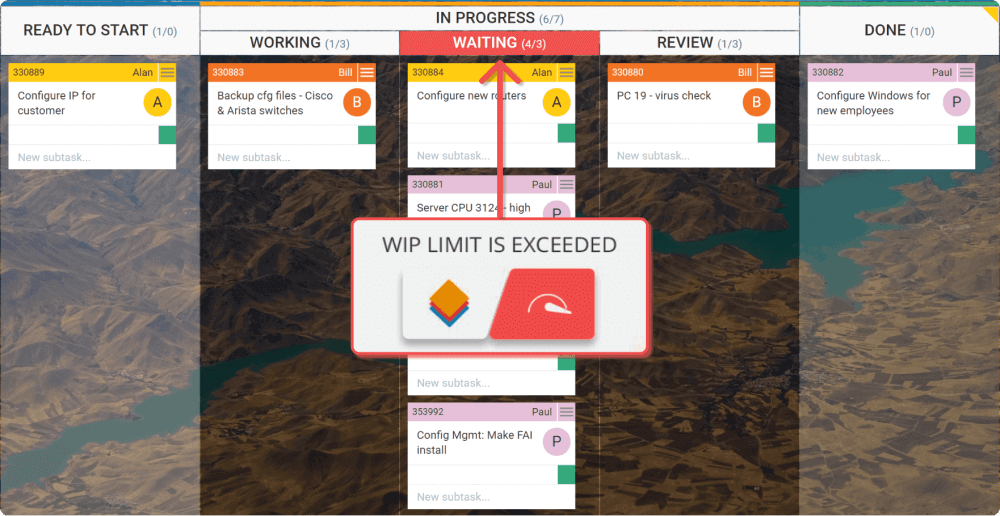 READY TO START (1/0)
IN PROGRESS (6/7)
DONE (1/0)
WORKING (1/3)
WAITING (4/3)
REVIEW (1/3)
330889 Alan
Configure IP for
customer
A
New subtask...
330883 Bill
Backup cfg files - Cisco
& Arista switches
B
New subtask...
330884 Alan
Configure new routers
A
New subtask...
330881 Paul
Server CPU 3124 - high
P
WIP LIMIT IS EXCEEDED
New subtask...
353992 Paul
Config Mgmt: Make FAI
install
P
New subtask...
330880 Bill
PC 19 - virus check
B
New subtask...
330882 Paul
Configure Windows for
new employees
P
New subtask...